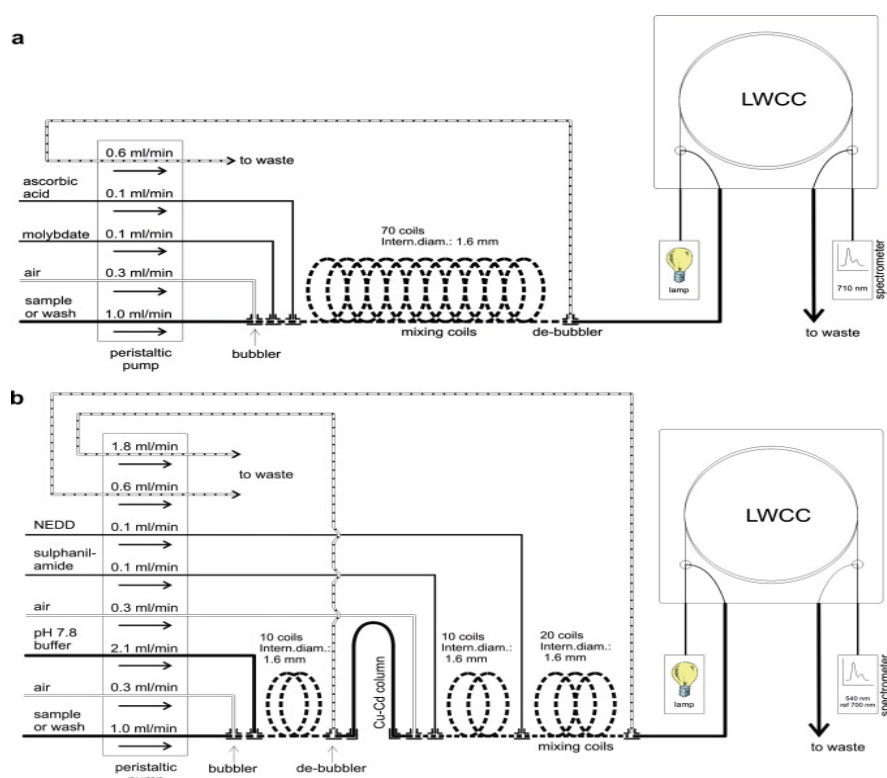 a
LWCC
0.6 ml/min
to waste
ascorbic
acid
0.1 ml/min
molybdate
0.1 ml/min
air
0.3 ml/min
sample
or wash
1.0 ml/min
peristaltic
pump
bubbler
70 coils
Intern.diam.: 1.6 mm
mixing coils
de-bubbler
lamp
710 nm
spectrometer
to waste
b
LWCC
1.8 ml/min
to waste
0.6 ml/min
NEDD
0.1 ml/min
sulphanil-
amide
0.1 ml/min
air
0.3 ml/min
pH 7.8
buffer
2.1 ml/min
air
0.3 ml/min
sample
or wash
1.0 ml/min
peristaltic
pump
bubbler
10 coils
Intern.diam.:
1.6 mm
de-bubbler
Cu-Cd column
10 coils
Intern.diam.:
1.6 mm
20 coils
Intern.diam.:
1.6 mm
mixing coils
lamp
540 nm
ref 700 nm
spectrometer
to waste